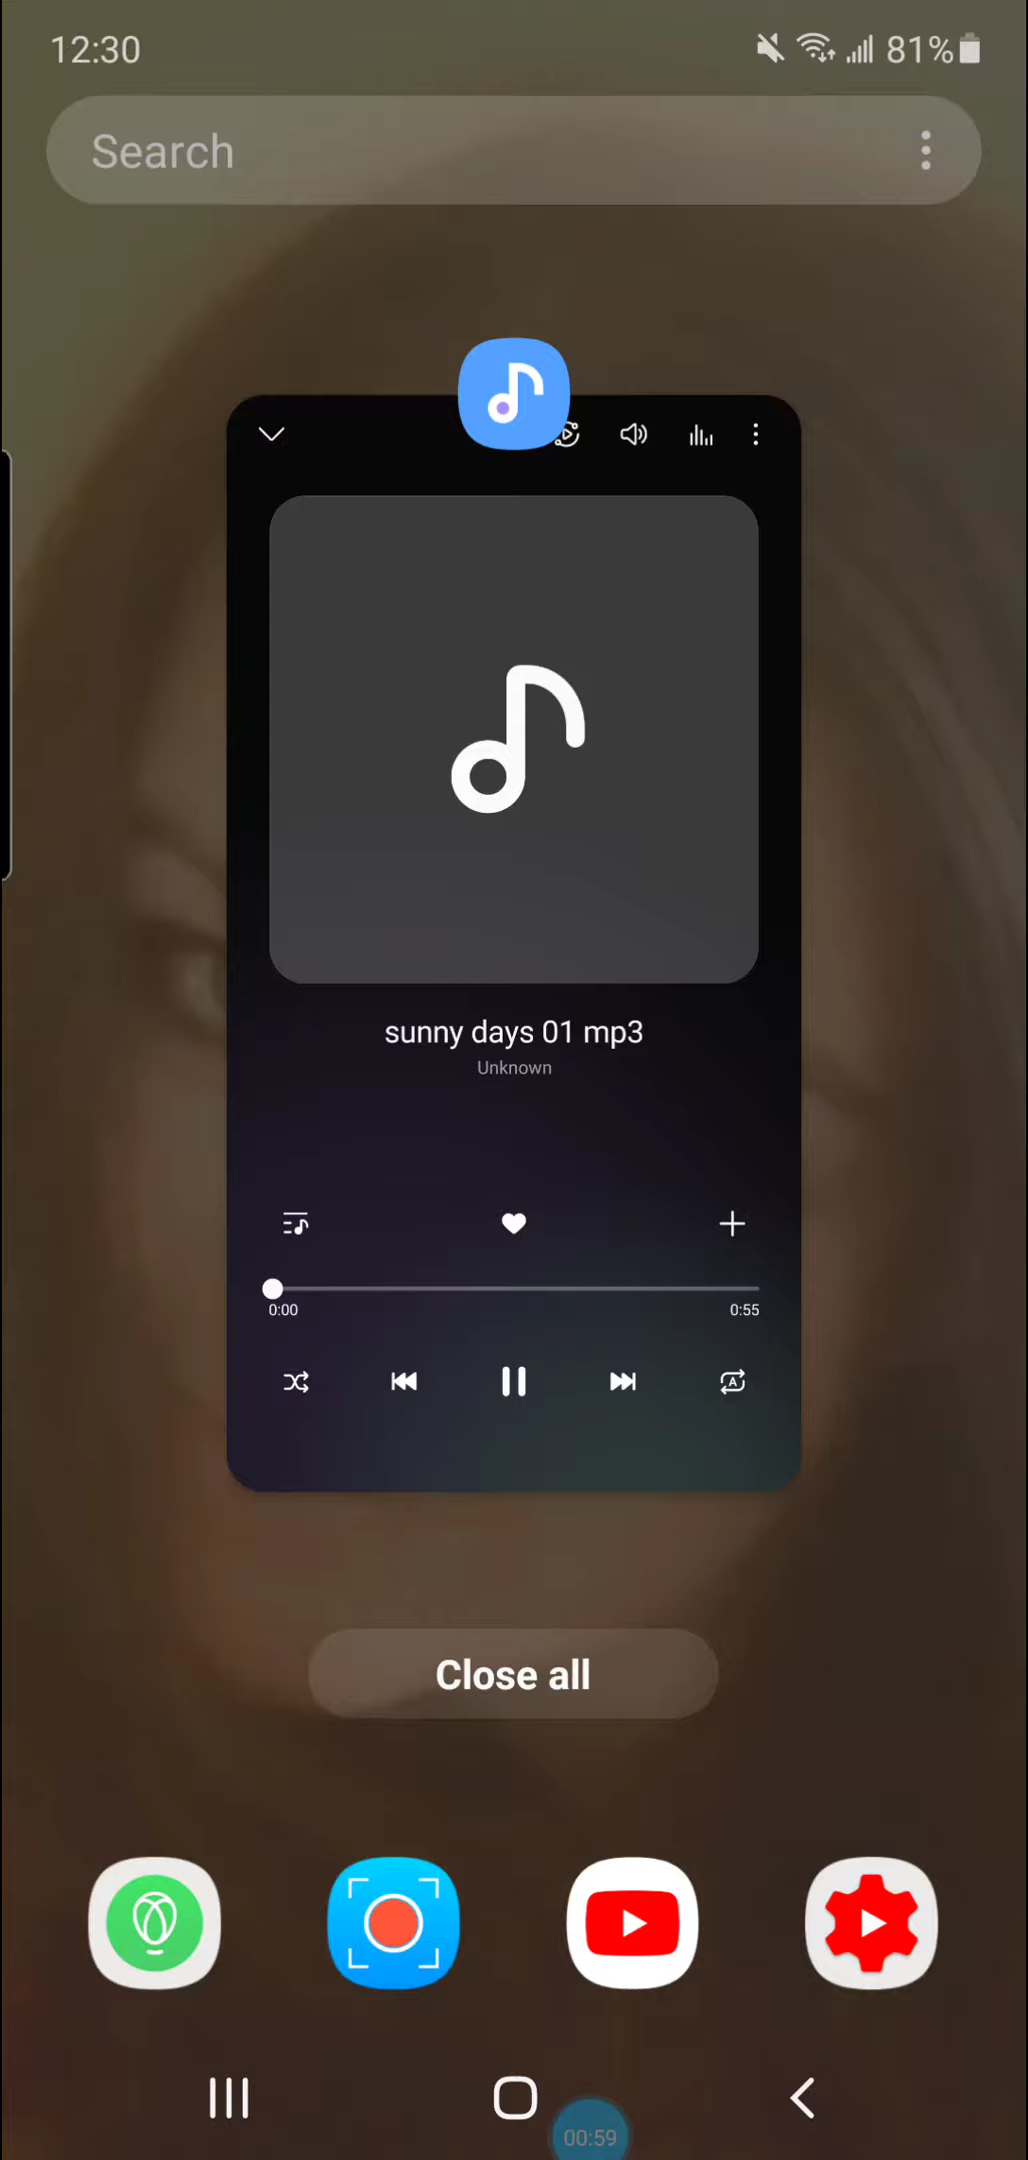 12:30
81%
Search
sunny days 01 mp3
Unknown
0:00
0:55
A
Close all
00:59